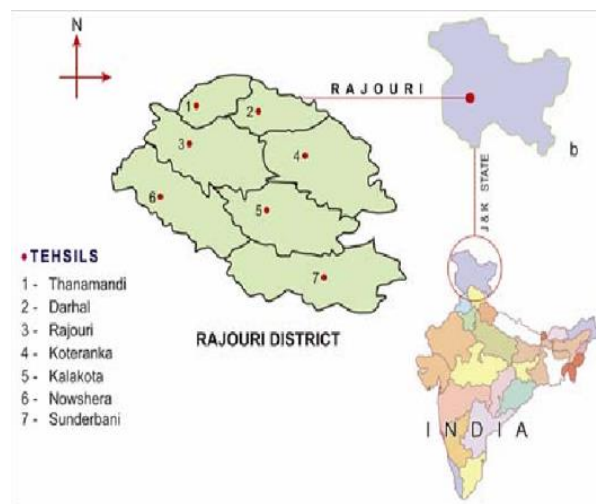 N
RAJOURI
1
2
3
4
5
6
7
b
J&K STATE
• TEHSILS
1 - Thanamandi
2 - Darhal
3 - Rajouri
4 - Koteranka
5 - Kalakota
6 - Nowshera
7 - Sunderbani
RAJOURI DISTRICT
INDIA